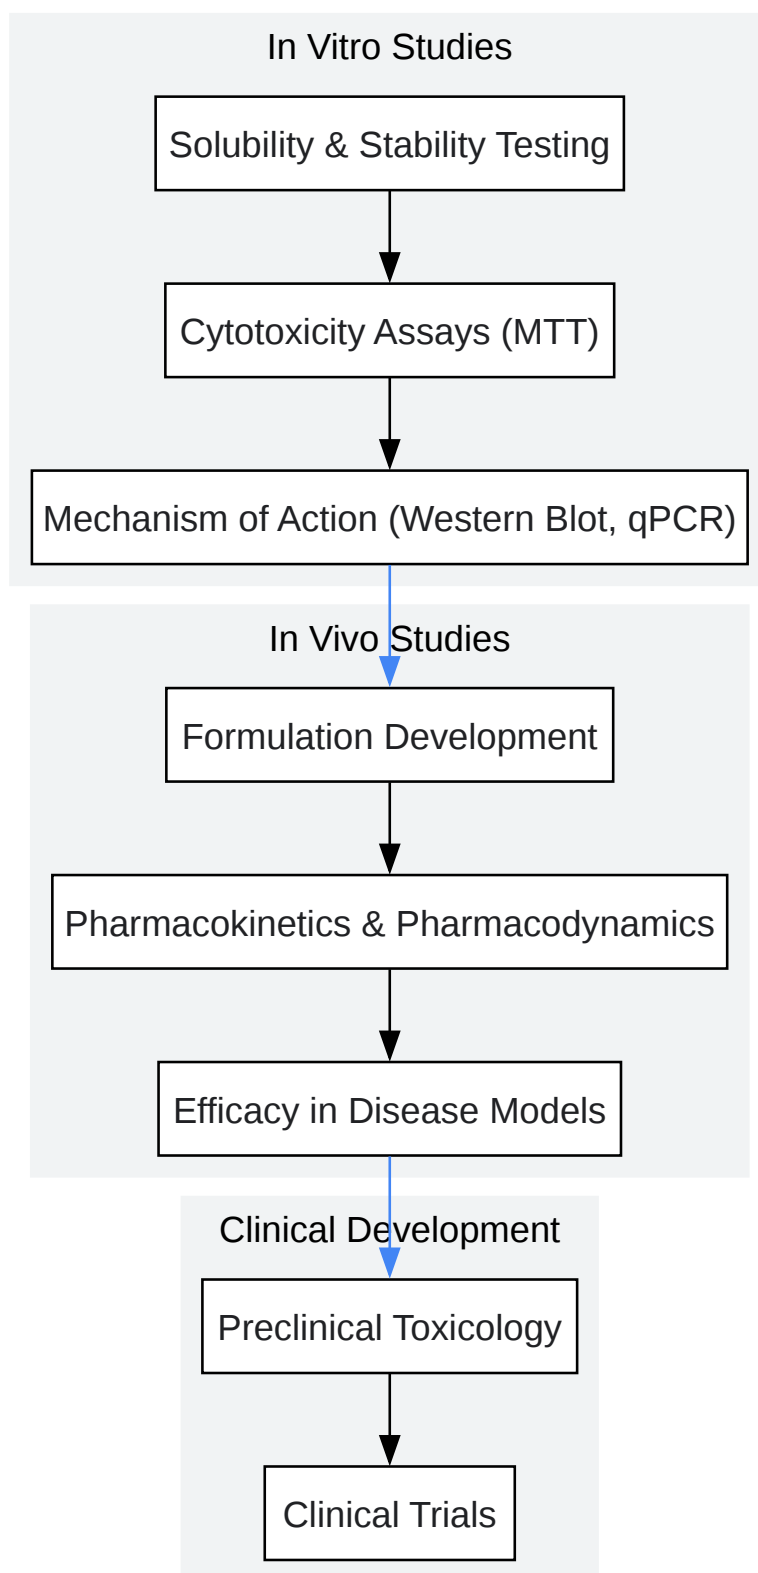 In Vitro Studies
Solubility & Stability Testing
Cytotoxicity Assays (MTT)
Mechanism of Action (Western Blot, qPCR)
In Vivo Studies
Formulation Development
Pharmacokinetics & Pharmacodynamics
Efficacy in Disease Models
Clinical Development
Preclinical Toxicology
Clinical Trials